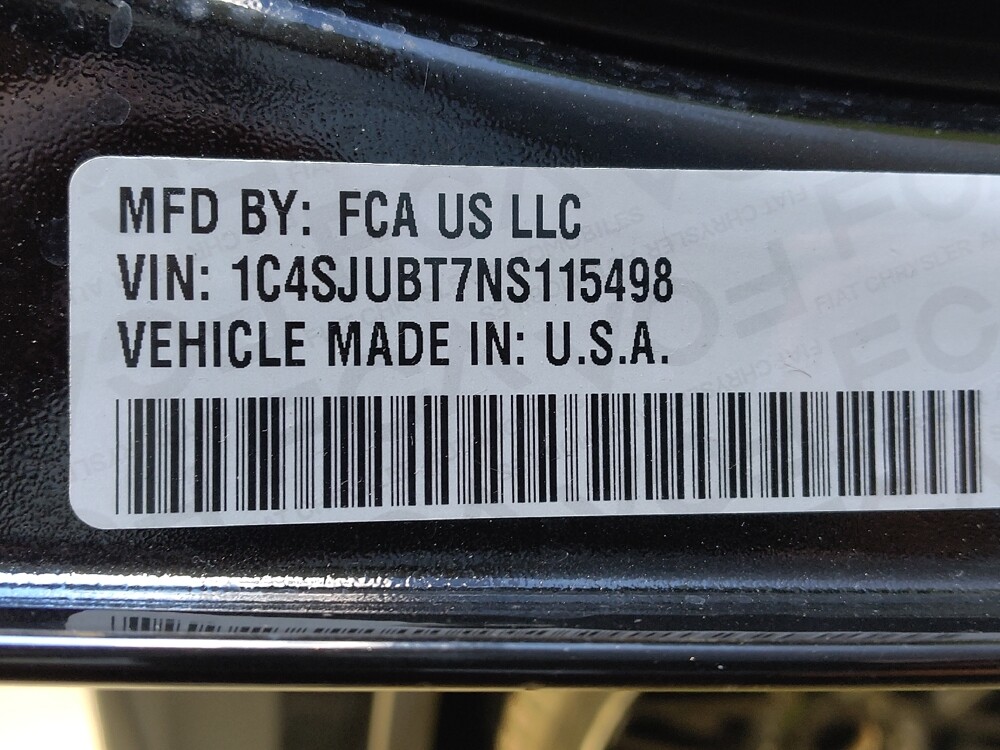 MFD BY: FCA US LLC
VIN: 1C4SJUBT7NS115498
VEHICLE MADE IN: U.S.A.